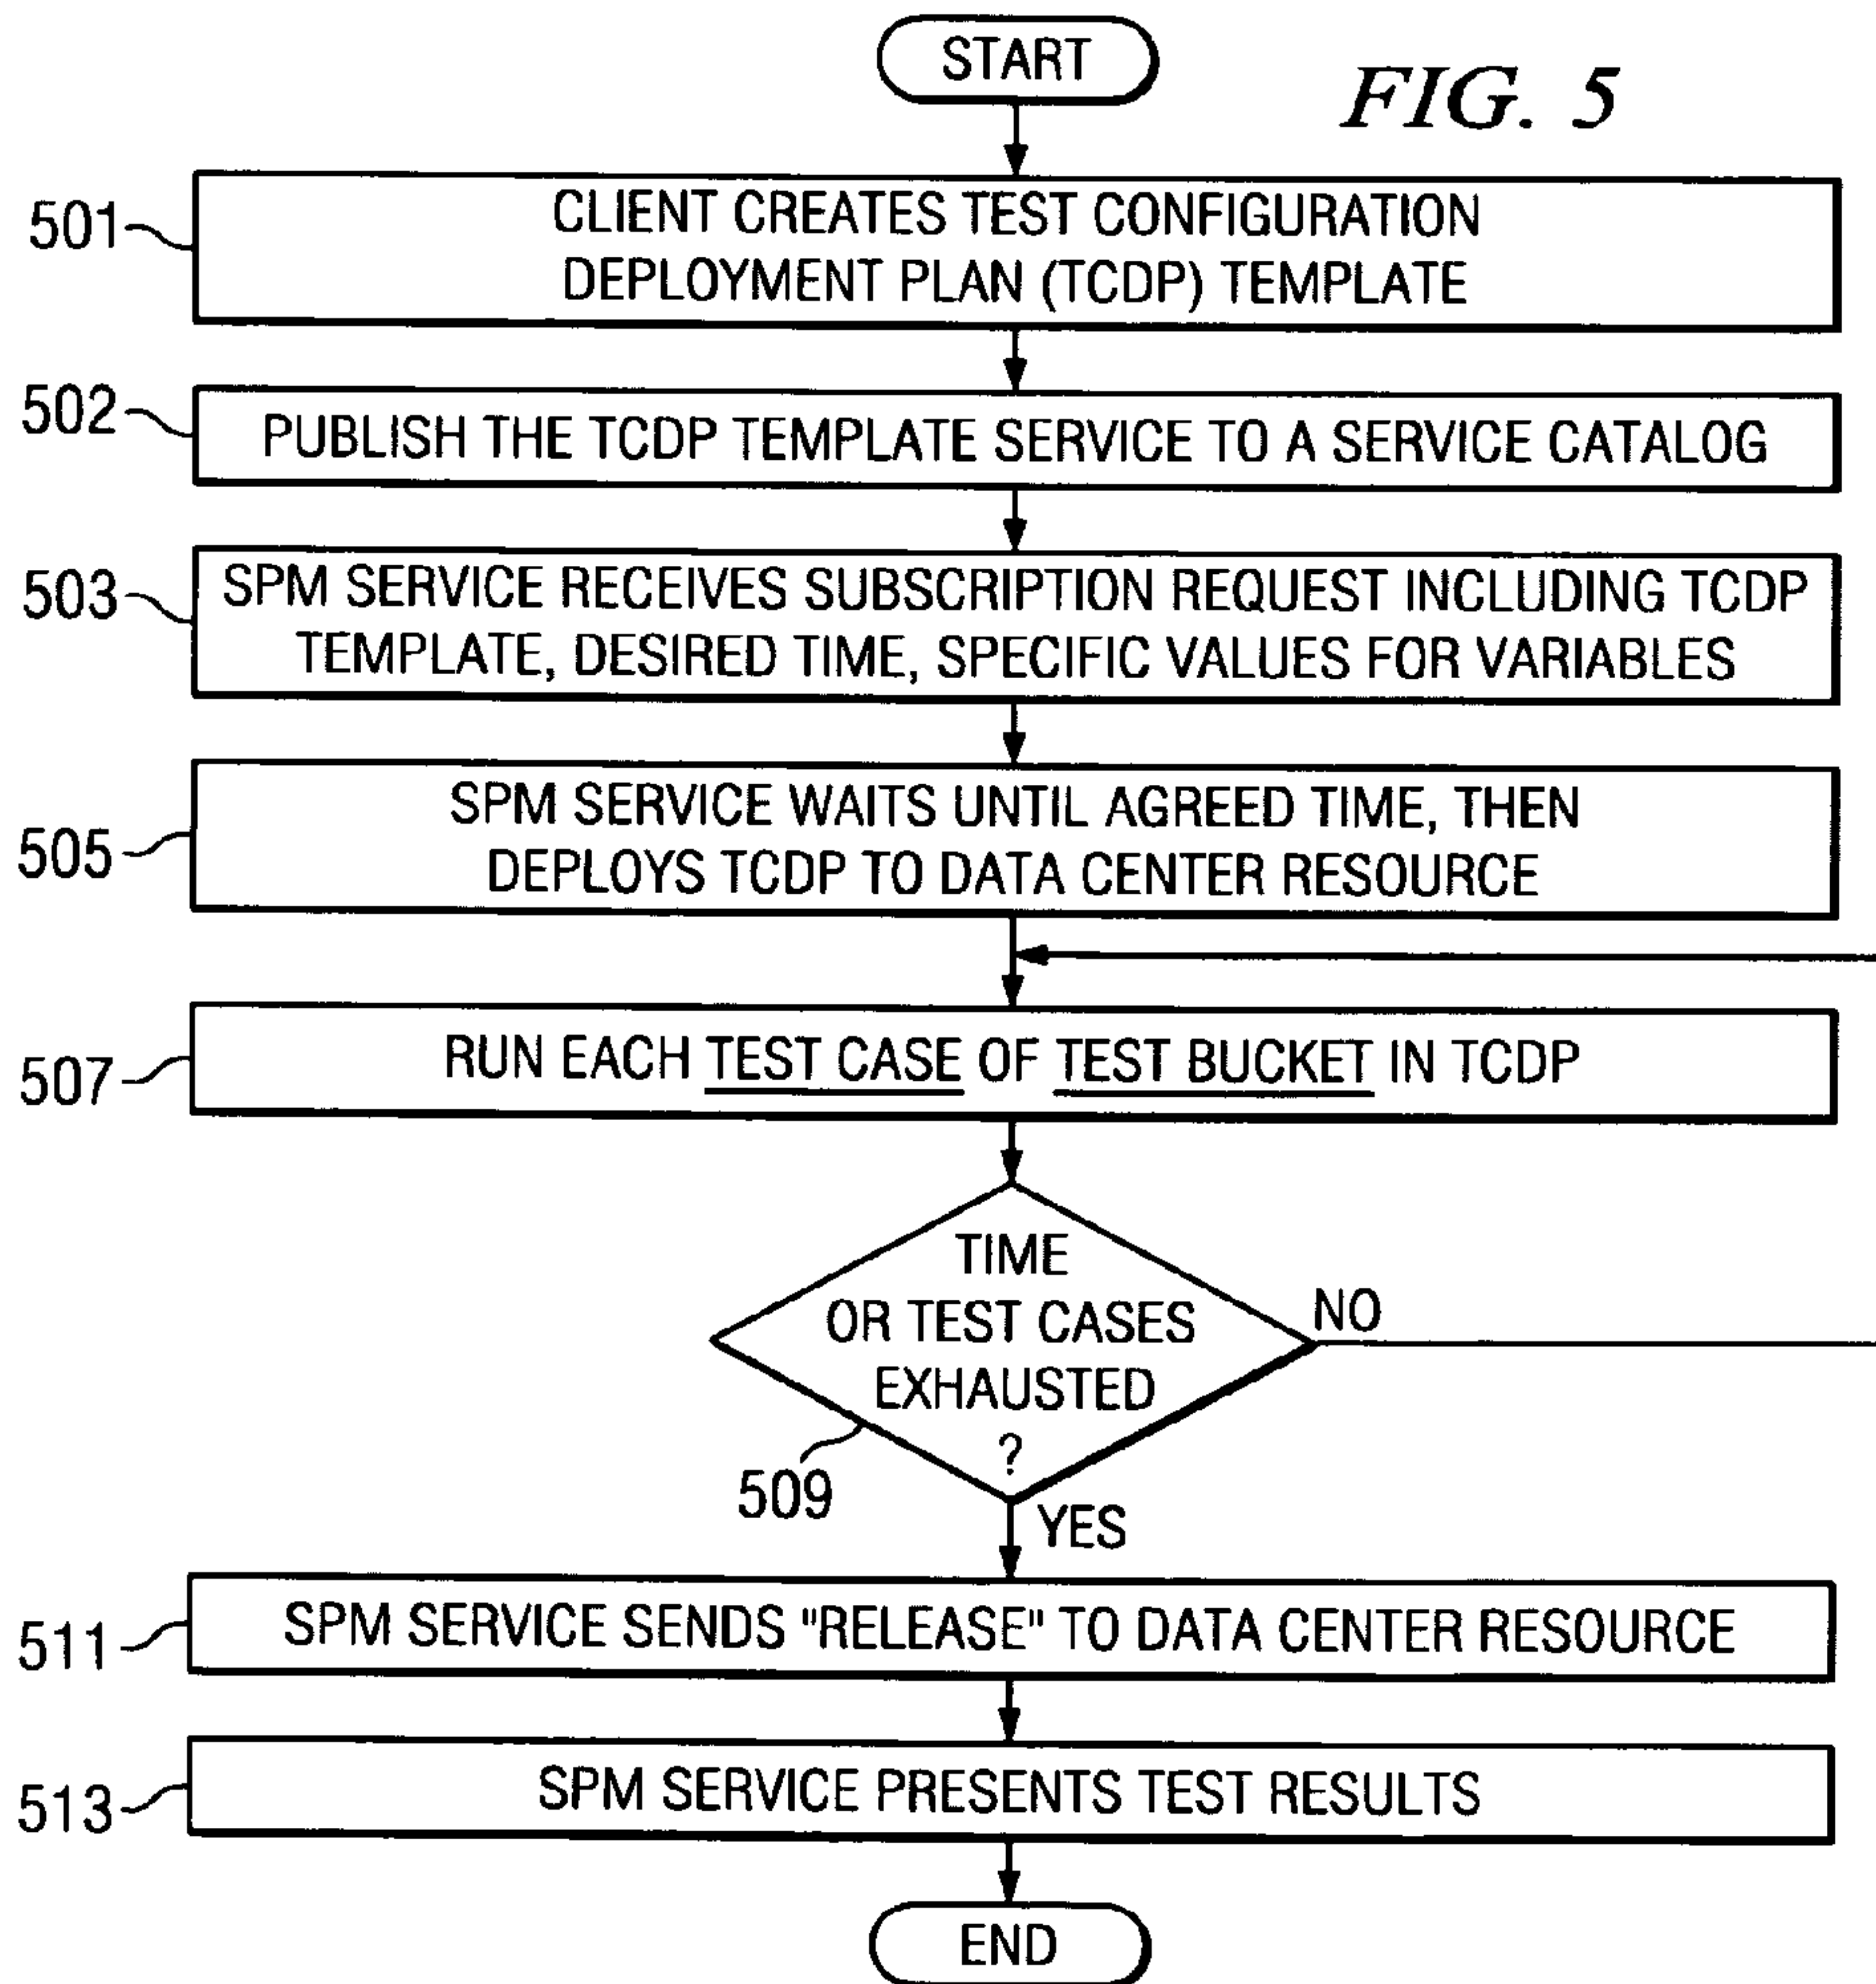 START
FIG. 5
501
CLIENT CREATES TEST CONFIGURATION
DEPLOYMENT PLAN (TCDP) TEMPLATE
502
PUBLISH THE TCDP TEMPLATE SERVICE TO A SERVICE CATALOG
503
SPM SERVICE RECEIVES SUBSCRIPTION REQUEST INCLUDING TCDP
TEMPLATE, DESIRED TIME, SPECIFIC VALUES FOR VARIABLES
505
SPM SERVICE WAITS UNTIL AGREED TIME, THEN
DEPLOYS TCDP TO DATA CENTER RESOURCE
507
RUN EACH TEST CASE OF TEST BUCKET IN TCDP
TIME
OR TEST CASES
EXHAUSTED
?
NO
509
YES
511
SPM SERVICE SENDS "RELEASE" TO DATA CENTER RESOURCE
513
SPM SERVICE PRESENTS TEST RESULTS
END